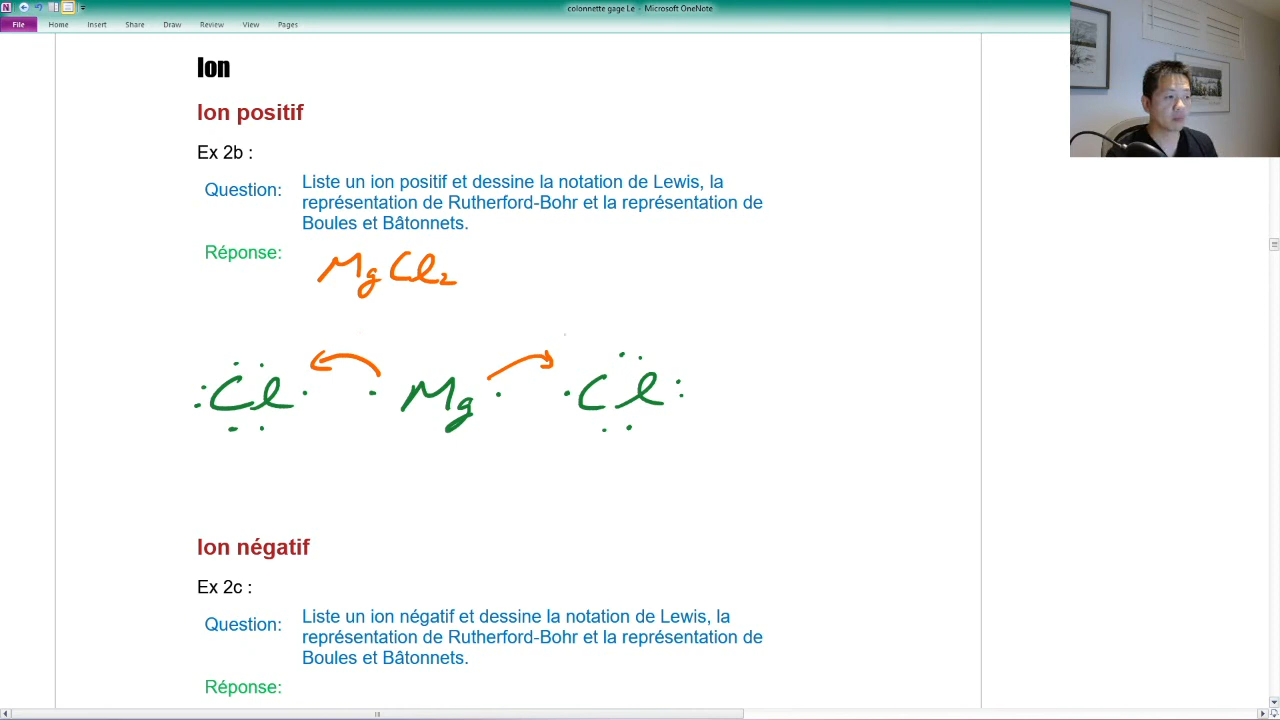 colonnette gage Le - Microsoft OneNote
File Home Insert Share Draw Review View Pages
Ion
Ion positif
Ex 2b :
Question: Liste un ion positif et dessine la notation de Lewis, la
représentation de Rutherford-Bohr et la représentation de
Boules et Bâtonnets.
Réponse:
MgCl2
Cl Mg Cl
Ion négatif
Ex 2c :
Question: Liste un ion négatif et dessine la notation de Lewis, la
représentation de Rutherford-Bohr et la représentation de
Boules et Bâtonnets.
Réponse: